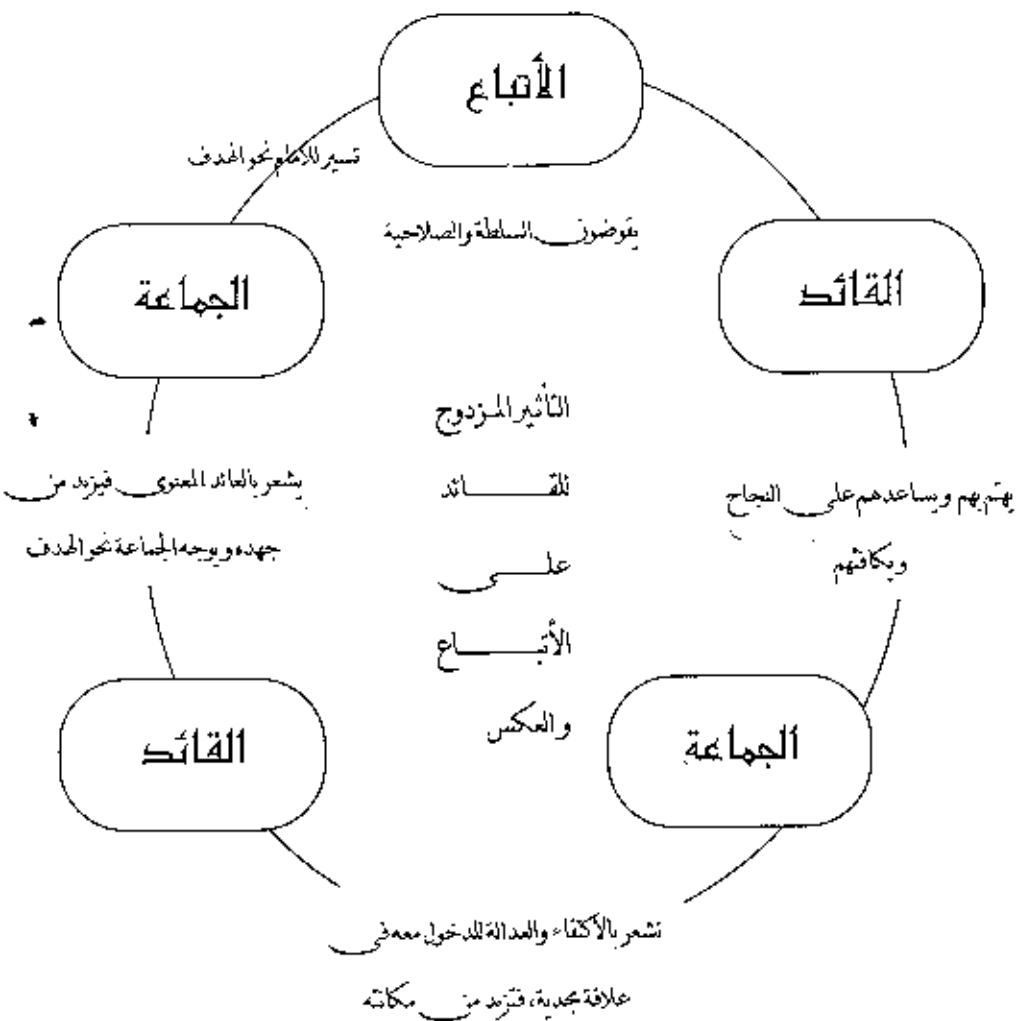 الأتباع
تسير للأمام نحو الهدف
يفوضون السلطة والصلاحية
القائد
الجماعة
التأثير المزدوج
للقائد
على
الأتباع
والعكس
يهتم بهم ويساعدهم على النجاح
ويكافئهم
يشعر بالعائد المعنوى فيزيد من
جهده ويوجه الجماعة نحو الهدف
الجماعة
القائد
تشعر بالاكتفاء والعدالة للدخول معه فى
علاقة مجدية، فتزيد من مكانته